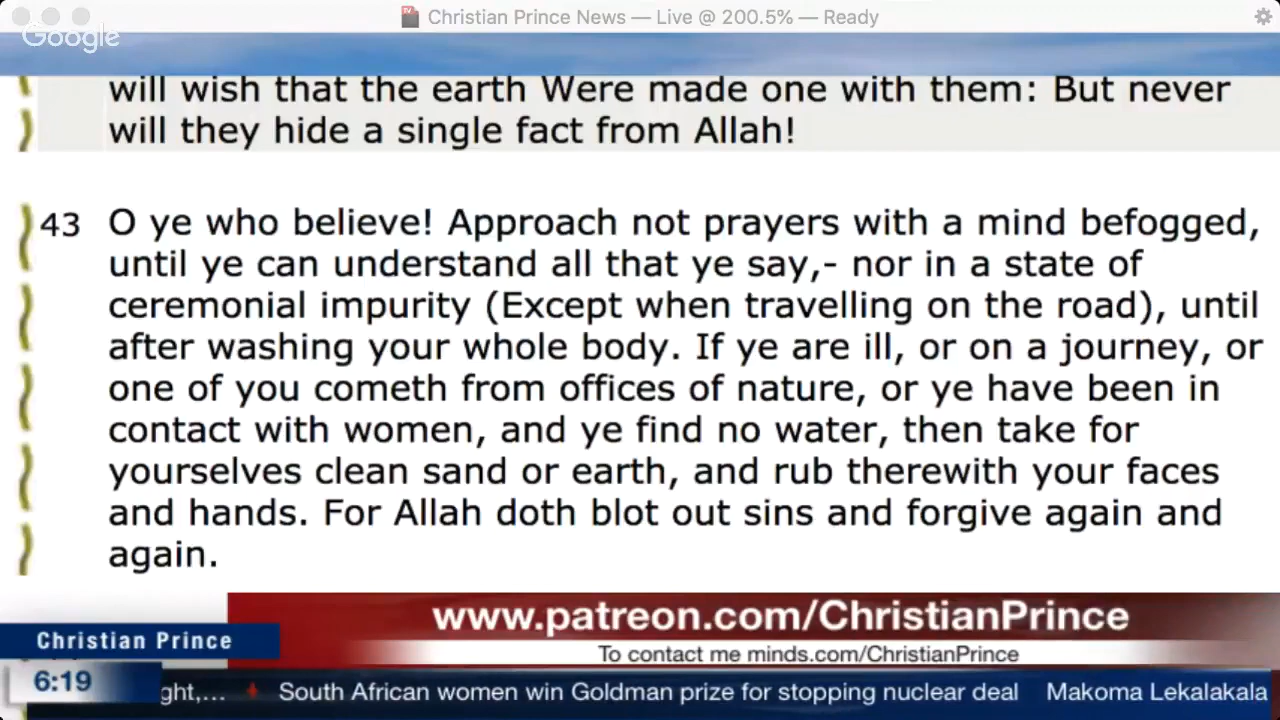 Christian Prince News — Live @ 200.5% — Ready
Google
will wish that the earth Were made one with them: But never
will they hide a single fact from Allah!
43 O ye who believe! Approach not prayers with a mind befogged,
until ye can understand all that ye say,- nor in a state of
ceremonial impurity (Except when travelling on the road), until
after washing your whole body. If ye are ill, or on a journey, or
one of you cometh from offices of nature, or ye have been in
contact with women, and ye find no water, then take for
yourselves clean sand or earth, and rub therewith your faces
and hands. For Allah doth blot out sins and forgive again and
again.
www.patreon.com/ChristianPrince
Christian Prince
To contact me minds.com/ChristianPrince
6:19
ght,... South African women win Goldman prize for stopping nuclear deal Makoma Lekalakala